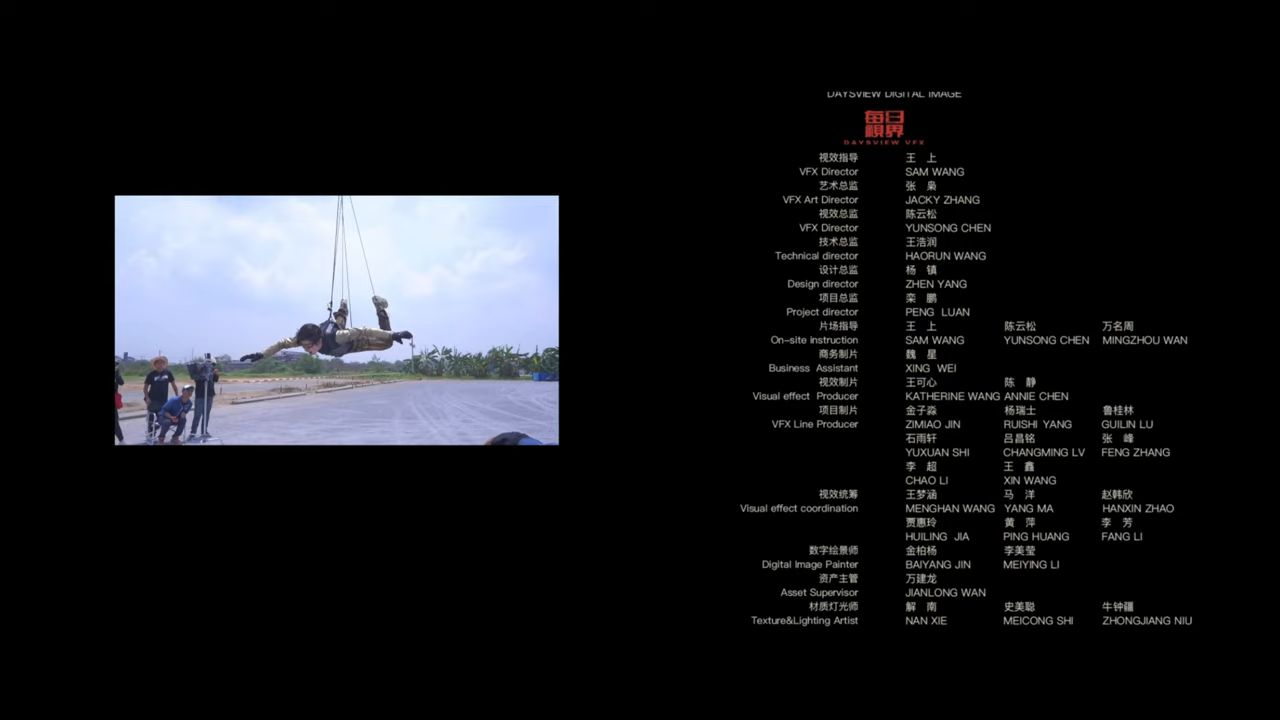 DAYSVIEW DIGITAL IMAGE
每日
視界
DAYSVIEW VFX
视效指导 王 上
VFX Director SAM WANG
艺术总监 张 枭
VFX Art Director JACKY ZHANG
视效总监 陈云松
VFX Director YUNSONG CHEN
技术总监 王浩润
Technical director HAORUN WANG
设计总监 杨 镇
Design director ZHEN YANG
项目总监 栾 鹏
Project director PENG LUAN
片场指导 王 上 陈云松 万名周
On-site instruction SAM WANG YUNSONG CHEN MINGZHOU WAN
商务制片 魏 星
Business Assistant XING WEI
视效制片 王可心 陈 静
Visual effect Producer KATHERINE WANG ANNIE CHEN
项目制片 金子淼 杨瑞士 鲁桂林
VFX Line Producer ZIMIAO JIN RUISHI YANG GUILIN LU
石雨轩 吕昌铭 张 峰
YUXUAN SHI CHANGMING LV FENG ZHANG
李 超 王 鑫
CHAO LI XIN WANG
视效统筹 王梦涵 马 洋 赵韩欣
Visual effect coordination MENGHAN WANG YANG MA HANXIN ZHAO
贾惠玲 黄 萍 李 芳
HUILING JIA PING HUANG FANG LI
数字绘景师 金柏杨 李美莹
Digital Image Painter BAIYANG JIN MEIYING LI
资产主管 万建龙
Asset Supervisor JIANLONG WAN
材质灯光师 解 南 史美聪 牛钟疆
Texture&Lighting Artist NAN XIE MEICONG SHI ZHONGJIANG NIU